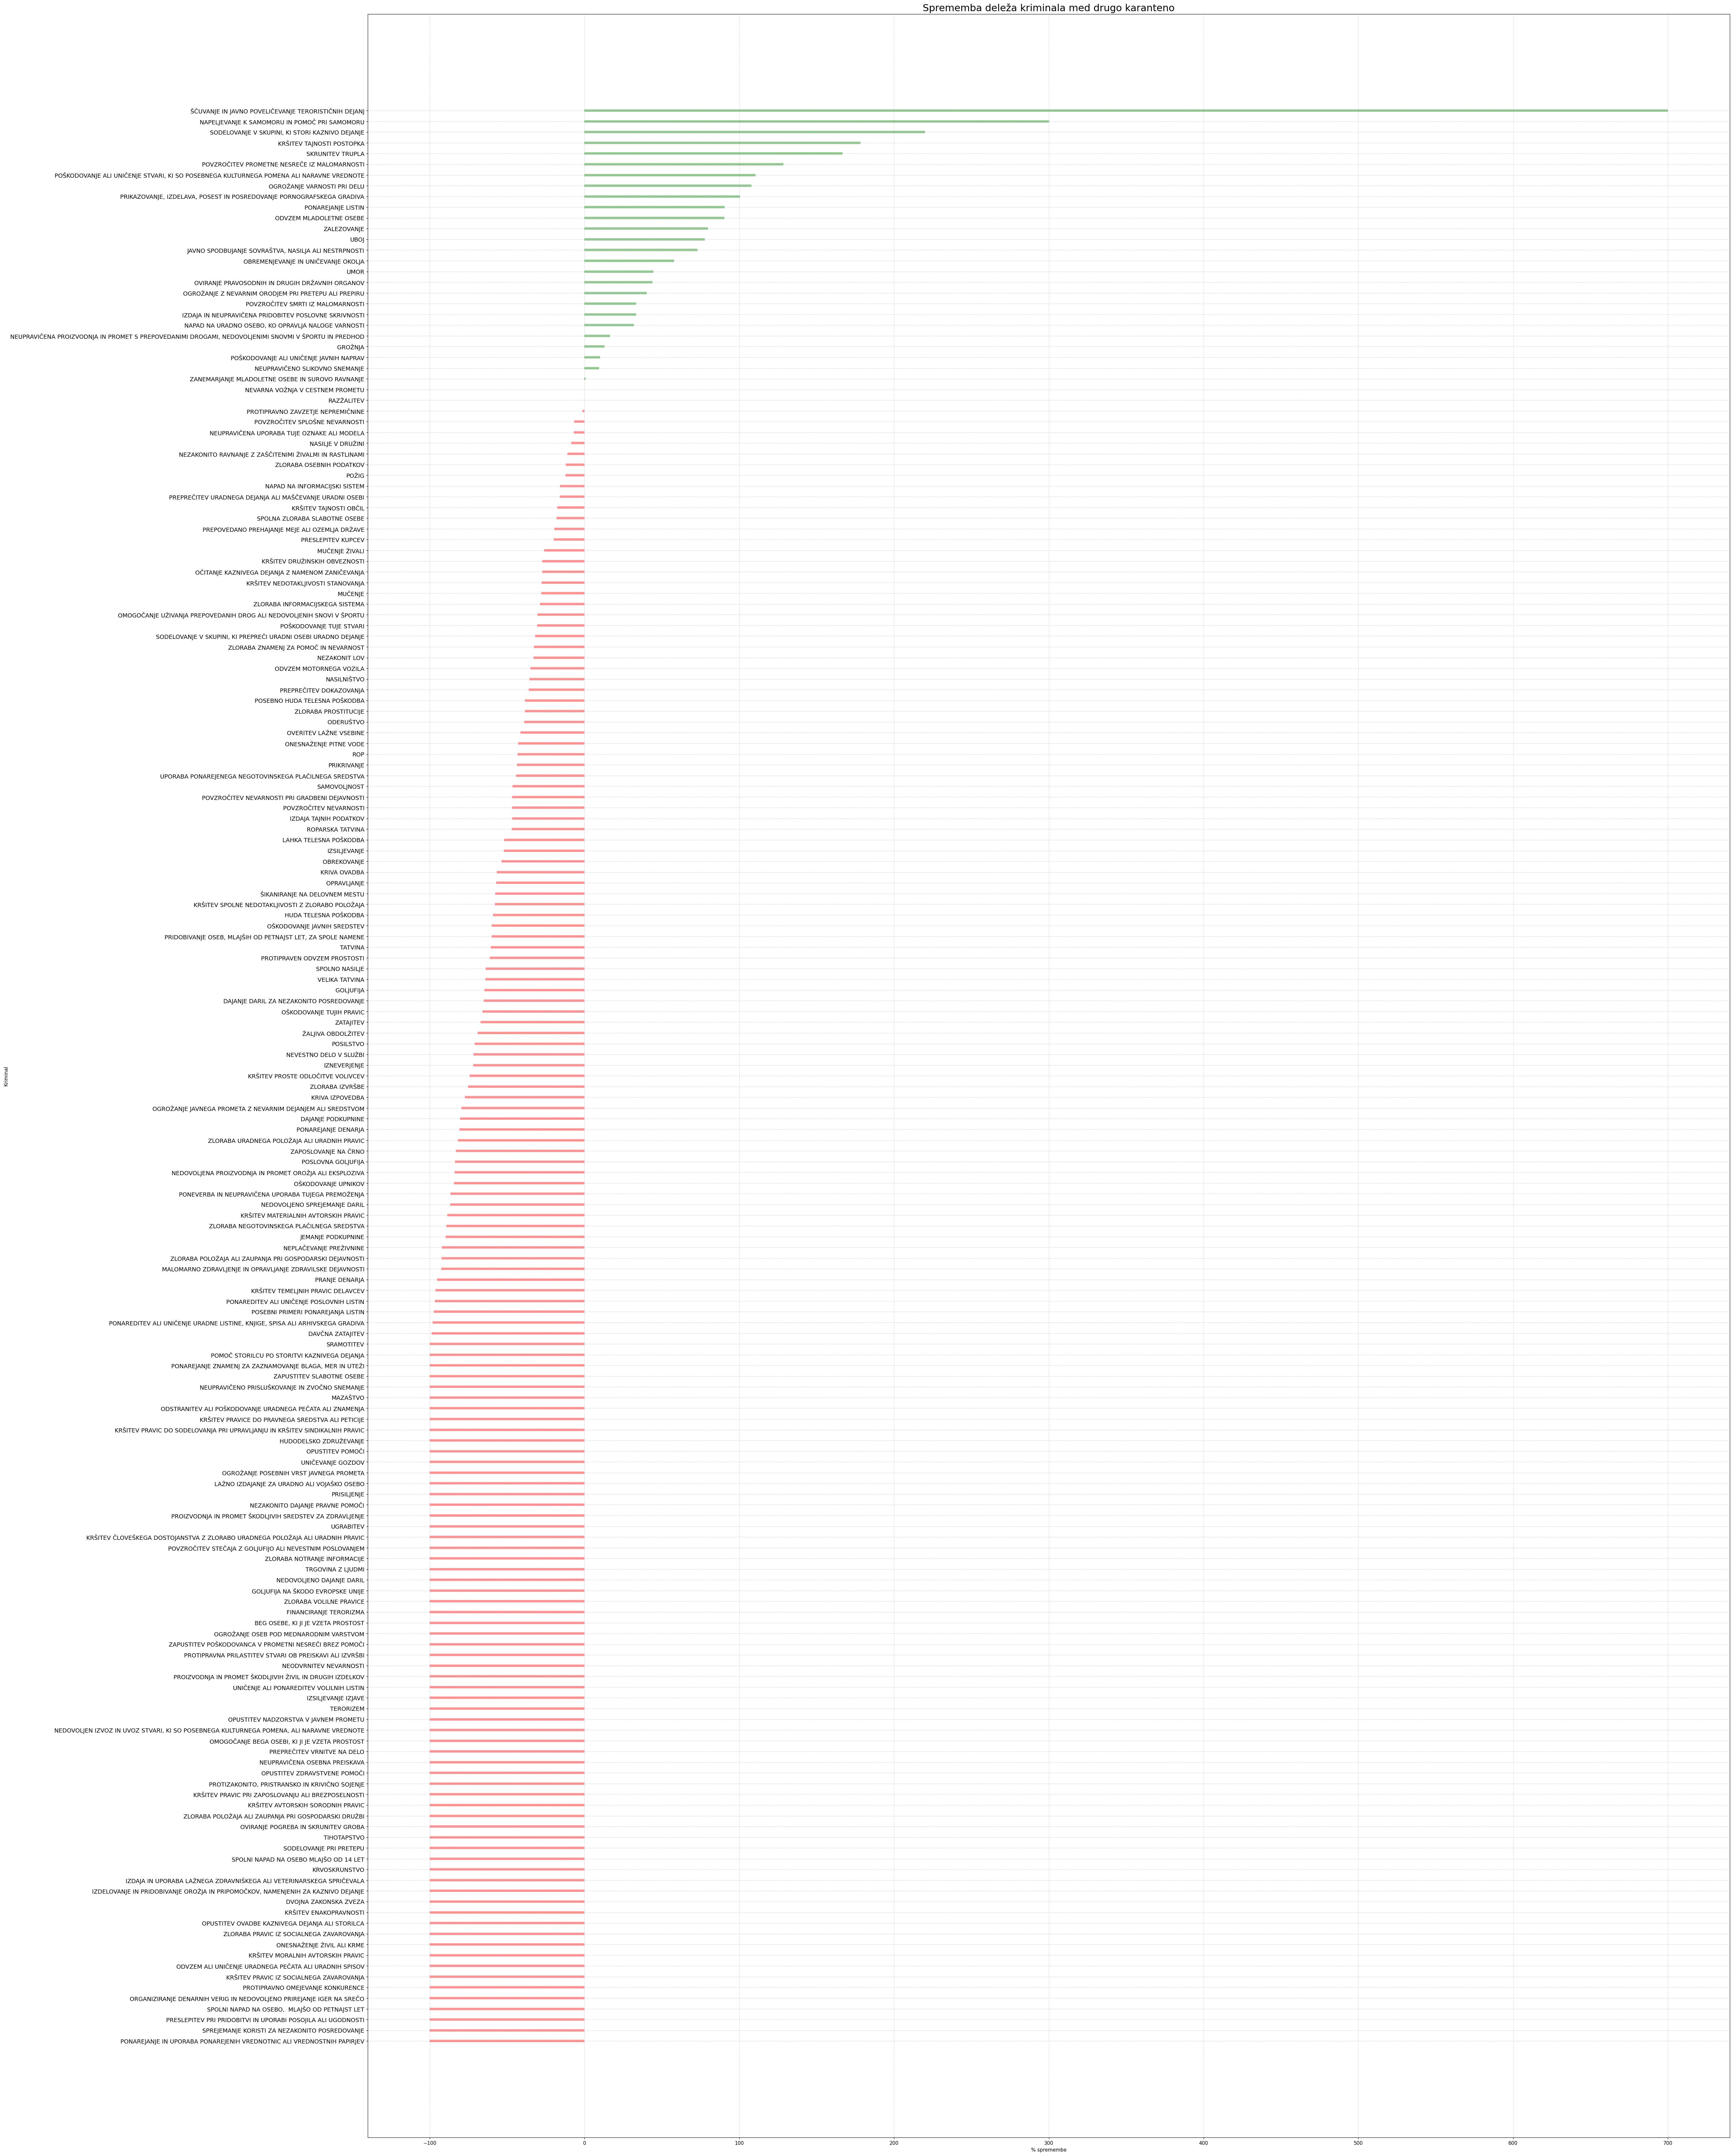 Sprememba deleža kriminala med drugo karanteno
ŠČUVANJE IN JAVNO POVELIČEVANJE TERORISTIČNIH DEJANJ
NAPELJEVANJE K SAMOMORU IN POMOČ PRI SAMOMORU
SODELOVANJE V SKUPINI, KI STORI KAZNIVO DEJANJE
KRŠITEV TAJNOSTI POSTOPKA
SKRUNITEV TRUPLA
POVZROČITEV PROMETNE NESREČE IZ MALOMARNOSTI
POŠKODOVANJE ALI UNIČENJE STVARI, KI SO POSEBNEGA KULTURNEGA POMENA ALI NARAVNE VREDNOTE
OGROŽANJE VARNOSTI PRI DELU
PRIKAZOVANJE, IZDELAVA, POSEST IN POSREDOVANJE PORNOGRAFSKEGA GRADIVA
PONAREJANJE LISTIN
ODVZEM MLADOLETNE OSEBE
ZALEZOVANJE
UBOJ
JAVNO SPODBUJANJE SOVRAŠTVA, NASILJA ALI NESTRPNOSTI
OBREMENJEVANJE IN UNIČEVANJE OKOLJA
UMOR
OVIRANJE PRAVOSODNIH IN DRUGIH DRŽAVNIH ORGANOV
OGROŽANJE Z NEVARNIM ORODJEM PRI PRETEPU ALI PREPIRU
POVZROČITEV SMRTI IZ MALOMARNOSTI
IZDAJA IN NEUPRAVIČENA PRIDOBITEV POSLOVNE SKRIVNOSTI
NAPAD NA URADNO OSEBO, KO OPRAVLJA NALOGE VARNOSTI
NEUPRAVIČENA PROIZVODNJA IN PROMET S PREPOVEDANIMI DROGAMI, NEDOVOLJENIMI SNOVMI V ŠPORTU IN PREDHOD
GROŽNJA
POŠKODOVANJE ALI UNIČENJE JAVNIH NAPRAV
NEUPRAVIČENO SLIKOVNO SNEMANJE
ZANEMARJANJE MLADOLETNE OSEBE IN SUROVO RAVNANJE
NEVARNA VOŽNJA V CESTNEM PROMETU
RAZŽALITEV
PROTIPRAVNO ZAVZETJE NEPREMIČNINE
POVZROČITEV SPLOŠNE NEVARNOSTI
NEUPRAVIČENA UPORABA TUJE OZNAKE ALI MODELA
NASILJE V DRUŽINI
NEZAKONITO RAVNANJE Z ZAŠČITENIMI ŽIVALMI IN RASTLINAMI
ZLORABA OSEBNIH PODATKOV
POŽIG
NAPAD NA INFORMACIJSKI SISTEM
PREPREČITEV URADNEGA DEJANJA ALI MAŠČEVANJE URADNI OSEBI
KRŠITEV TAJNOSTI OBČIL
SPOLNA ZLORABA SLABOTNE OSEBE
PREPOVEDANO PREHAJANJE MEJE ALI OZEMLJA DRŽAVE
PRESLEPITEV KUPCEV
MUČENJE ŽIVALI
KRŠITEV DRUŽINSKIH OBVEZNOSTI
OČITANJE KAZNIVEGA DEJANJA Z NAMENOM ZANIČEVANJA
KRŠITEV NEDOTAKLJIVOSTI STANOVANJA
MUČENJE
ZLORABA INFORMACIJSKEGA SISTEMA
OMOGOČANJE UŽIVANJA PREPOVEDANIH DROG ALI NEDOVOLJENIH SNOVI V ŠPORTU
POŠKODOVANJE TUJE STVARI
SODELOVANJE V SKUPINI, KI PREPREČI URADNI OSEBI URADNO DEJANJE
ZLORABA ZNAMENJ ZA POMOČ IN NEVARNOST
NEZAKONIT LOV
ODVZEM MOTORNEGA VOZILA
NASILNIŠTVO
PREPREČITEV DOKAZOVANJA
POSEBNO HUDA TELESNA POŠKODBA
ZLORABA PROSTITUCIJE
ODERUŠTVO
OVERITEV LAŽNE VSEBINE
ONESNAŽENJE PITNE VODE
ROP
PRIKRIVANJE
UPORABA PONAREJENEGA NEGOTOVINSKEGA PLAČILNEGA SREDSTVA
SAMOVOLJNOST
POVZROČITEV NEVARNOSTI PRI GRADBENI DEJAVNOSTI
POVZROČITEV NEVARNOSTI
IZDAJA TAJNIH PODATKOV
ROPARSKA TATVINA
LAHKA TELESNA POŠKODBA
IZSILJEVANJE
OBREKOVANJE
KRIVA OVADBA
OPRAVLJANJE
ŠIKANIRANJE NA DELOVNEM MESTU
KRŠITEV SPOLNE NEDOTAKLJIVOSTI Z ZLORABO POLOŽAJA
HUDA TELESNA POŠKODBA
OŠKODOVANJE JAVNIH SREDSTEV
PRIDOBIVANJE OSEB, MLAJŠIH OD PETNAJST LET, ZA SPOLE NAMENE
TATVINA
PROTIPRAVEN ODVZEM PROSTOSTI
SPOLNO NASILJE
VELIKA TATVINA
GOLJUFIJA
DAJANJE DARIL ZA NEZAKONITO POSREDOVANJE
OŠKODOVANJE TUJIH PRAVIC
ZATAJITEV
ŽALJIVA OBDOLŽITEV
POSILSTVO
NEVESTNO DELO V SLUŽBI
IZNEVERJENJE
Kriminal
KRŠITEV PROSTE ODLOČITVE VOLIVCEV
ZLORABA IZVRŠBE
KRIVA IZPOVEDBA
OGROŽANJE JAVNEGA PROMETA Z NEVARNIM DEJANJEM ALI SREDSTVOM
DAJANJE PODKUPNINE
PONAREJANJE DENARJA
ZLORABA URADNEGA POLOŽAJA ALI URADNIH PRAVIC
ZAPOSLOVANJE NA ČRNO
POSLOVNA GOLJUFIJA
NEDOVOLJENA PROIZVODNJA IN PROMET OROŽJA ALI EKSPLOZIVA
OŠKODOVANJE UPNIKOV
PONEVERBA IN NEUPRAVIČENA UPORABA TUJEGA PREMOŽENJA
NEDOVOLJENO SPREJEMANJE DARIL
KRŠITEV MATERIALNIH AVTORSKIH PRAVIC
ZLORABA NEGOTOVINSKEGA PLAČILNEGA SREDSTVA
JEMANJE PODKUPNINE
NEPLAČEVANJE PREŽIVNINE
ZLORABA POLOŽAJA ALI ZAUPANJA PRI GOSPODARSKI DEJAVNOSTI
MALOMARNO ZDRAVLJENJE IN OPRAVLJANJE ZDRAVILSKE DEJAVNOSTI
PRANJE DENARJA
KRŠITEV TEMELJNIH PRAVIC DELAVCEV
PONAREDITEV ALI UNIČENJE POSLOVNIH LISTIN
POSEBNI PRIMERI PONAREJANJA LISTIN
PONAREDITEV ALI UNIČENJE URADNE LISTINE, KNJIGE, SPISA ALI ARHIVSKEGA GRADIVA
DAVČNA ZATAJITEV
SRAMOTITEV
POMOČ STORILCU PO STORITVI KAZNIVEGA DEJANJA
PONAREJANJE ZNAMENJ ZA ZAZNAMOVANJE BLAGA, MER IN UTEŽI
ZAPUSTITEV SLABOTNE OSEBE
NEUPRAVIČENO PRISLUŠKOVANJE IN ZVOČNO SNEMANJE
MAZAŠTVO
ODSTRANITEV ALI POŠKODOVANJE URADNEGA PEČATA ALI ZNAMENJA
KRŠITEV PRAVICE DO PRAVNEGA SREDSTVA ALI PETICIJE
KRŠITEV PRAVIC DO SODELOVANJA PRI UPRAVLJANJU IN KRŠITEV SINDIKALNIH PRAVIC
HUDODELSKO ZDRUŽEVANJE
OPUSTITEV POMOČI
UNIČEVANJE GOZDOV
OGROŽANJE POSEBNIH VRST JAVNEGA PROMETA
LAŽNO IZDAJANJE ZA URADNO ALI VOJAŠKO OSEBO
PRISILJENJE
NEZAKONITO DAJANJE PRAVNE POMOČI
PROIZVODNJA IN PROMET ŠKODLJIVIH SREDSTEV ZA ZDRAVLJENJE
UGRABITEV
KRŠITEV ČLOVEŠKEGA DOSTOJANSTVA Z ZLORABO URADNEGA POLOŽAJA ALI URADNIH PRAVIC
POVZROČITEV STEČAJA Z GOLJUFIJO ALI NEVESTNIM POSLOVANJEM
ZLORABA NOTRANJE INFORMACIJE
TRGOVINA Z LJUDMI
NEDOVOLJENO DAJANJE DARIL
GOLJUFIJA NA ŠKODO EVROPSKE UNIJE
ZLORABA VOLILNE PRAVICE
FINANCIRANJE TERORIZMA
BEG OSEBE, KI JI JE VZETA PROSTOST
OGROŽANJE OSEB POD MEDNARODNIM VARSTVOM
ZAPUSTITEV POŠKODOVANCA V PROMETNI NESREČI BREZ POMOČI
PROTIPRAVNA PRILASTITEV STVARI OB PREISKAVI ALI IZVRŠBI
NEODVRNITEV NEVARNOSTI
PROIZVODNJA IN PROMET ŠKODLJIVIH ŽIVIL IN DRUGIH IZDELKOV
UNIČENJE ALI PONAREDITEV VOLILNIH LISTIN
IZSILJEVANJE IZJAVE
TERORIZEM
OPUSTITEV NADZORSTVA V JAVNEM PROMETU
NEDOVOLJEN IZVOZ IN UVOZ STVARI, KI SO POSEBNEGA KULTURNEGA POMENA, ALI NARAVNE VREDNOTE
OMOGOČANJE BEGA OSEBI, KI JI JE VZETA PROSTOST
PREPREČITEV VRNITVE NA DELO
NEUPRAVIČENA OSEBNA PREISKAVA
OPUSTITEV ZDRAVSTVENE POMOČI
PROTIZAKONITO, PRISTRANSKO IN KRIVIČNO SOJENJE
KRŠITEV PRAVIC PRI ZAPOSLOVANJU ALI BREZPOSELNOSTI
KRŠITEV AVTORSKIH SORODNIH PRAVIC
ZLORABA POLOŽAJA ALI ZAUPANJA PRI GOSPODARSKI DRUŽBI
OVIRANJE POGREBA IN SKRUNITEV GROBA
TIHOTAPSTVO
SODELOVANJE PRI PRETEPU
SPOLNI NAPAD NA OSEBO MLAJŠO OD 14 LET
KRVOSKRUNSTVO
IZDAJA IN UPORABA LAŽNEGA ZDRAVNIŠKEGA ALI VETERINARSKEGA SPRIČEVALA
IZDELOVANJE IN PRIDOBIVANJE OROŽJA IN PRIPOMOČKOV, NAMENJENIH ZA KAZNIVO DEJANJE
DVOJNA ZAKONSKA ZVEZA
KRŠITEV ENAKOPRAVNOSTI
OPUSTITEV OVADBE KAZNIVEGA DEJANJA ALI STORILCA
ZLORABA PRAVIC IZ SOCIALNEGA ZAVAROVANJA
ONESNAŽENJE ŽIVIL ALI KRME
KRŠITEV MORALNIH AVTORSKIH PRAVIC
ODVZEM ALI UNIČENJE URADNEGA PEČATA ALI URADNIH SPISOV
KRŠITEV PRAVIC IZ SOCIALNEGA ZAVAROVANJA
PROTIPRAVNO OMEJEVANJE KONKURENCE
ORGANIZIRANJE DENARNIH VERIG IN NEDOVOLJENO PRIREJANJE IGER NA SREČO
SPOLNI NAPAD NA OSEBO, MLAJŠO OD PETNAJST LET
PRESLEPITEV PRI PRIDOBITVI IN UPORABI POSOJILA ALI UGODNOSTI
SPREJEMANJE KORISTI ZA NEZAKONITO POSREDOVANJE
PONAREJANJE IN UPORABA PONAREJENIH VREDNOTNIC ALI VREDNOSTNIH PAPIRJEV
−100 0 100 200 300 400 500 600 700
% spremembe